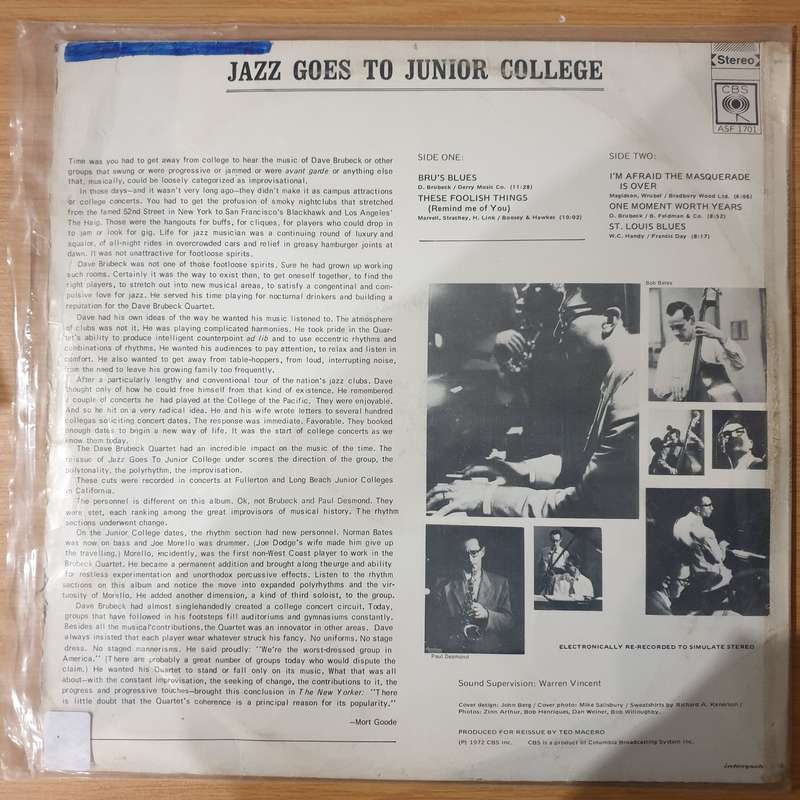 JAZZ GOES TO JUNIOR COLLEGE
Stereo
CBS
ASF 1701
Time was you had to get away from college to hear the music of Dave Brubeck or other
groups that swung or were progressive or jammed or were avant garde or anything else
that, musically, could be loosely categorized as improvisational.
In those days—and it wasn't very long ago—they didn't make it as campus attractions
or college concerts. You had to get the profusion of smoky nightclubs that stretched
from the famed 52nd Street in New York to San Francisco's Blackhawk and Los Angeles'
The Haig. Those were the hangouts for buffs, for cliques, for players who could drop in
to jam or look for gig. Life for jazz musician was a continuing round of luxury and
squalor, of all-night rides in overcrowded cars and relief in greasy hamburger joints at
dawn. It was not unattractive for footloose spirits.
Dave Brubeck was not one of those footloose spirits. Sure he had grown up working
such rooms. Certainly it was the way to exist then, to get oneself together, to find the
right players, to stretch out into new musical areas, to satisfy a congentinal and com-
pulsive love for jazz. He served his time playing for nocturnal drinkers and building a
reputation for the Dave Brubeck Quartet.
Dave had his own ideas of the way he wanted his music listened to. The atmosphere
of clubs was not it. He was playing complicated harmonies. He took pride in the Quar-
tet's ability to produce intelligent counterpoint ad lib and to use eccentric rhythms and
combinations of rhythms. He wanted his audiences to pay attention, to relax and listen in
comfort. He also wanted to get away from table-hoppers, from loud, interrupting noise,
from the need to leave his growing family too frequently.
After a particularly lengthy and conventional tour of the nation's jazz clubs. Dave
thought only of how he could free himself from that kind of existence. He remembered
a couple of concerts he had played at the College of the Pacific. They were enjoyable.
And so he hit on a very radical idea. He and his wife wrote letters to several hundred
collegas soliciting concert dates. The response was immediate. Favorable. They booked
enough dates to bigin a new way of life. It was the start of college concerts as we
know them today.
The Dave Brubeck Quartet had an incredible impact on the music of the time. The
reissue of Jazz Goes To Junior College under scores the direction of the group, the
polytonality, the polyrhythm, the improvisation.
These cuts were recorded in concerts at Fullerton and Long Beach Junior Colleges
in California.
The personnel is different on this album. Ok, not Brubeck and Paul Desmond. They
were stet, each ranking among the great improvisors of musical history. The rhythm
sections underwent change.
On the Junior College dates, the rhythm section had new personnel. Norman Bates
was now on bass and Joe Morello was drummer. (Joe Dodge's wife made him give up
the travelling.) Morello, incidently, was the first non-West Coast player to work in the
Brubeck Quartet. He became a permanent addition and brought along the urge and ability
for restless experimentation and unorthodox percussive effects. Listen to the rhythm
sections on this album and notice the move into expanded polyrhythms and the vir-
tuosity of Morello. He added another dimension, a kind of third soloist, to the group.
Dave Brubeck had almost singlehandedly created a college concert circuit. Today,
groups that have followed in his footsteps fill auditoriums and gymnasiums constantly.
Besides all the musical contributions, the Quartet was an innovator in other areas. Dave
always insisted that each player wear whatever struck his fancy. No uniforms. No stage
dress. No staged mannerisms. He said proudly: "We're the worst-dressed group in
America." (There are probably a great number of groups today who would dispute the
claim.) He wanted his Quartet to stand or fall only on its music, What that was all
about—with the constant improvisation, the seeking of change, the contributions to it, the
progress and progressive touches—brought this conclusion in The New Yorker: "There
is little doubt that the Quartet's coherence is a principal reason for its popularity."
—Mort Goode
SIDE ONE:
BRU'S BLUES
D. Brubeck / Derry Music Co. (11:28)
THESE FOOLISH THINGS
(Remind me of You)
Marvell, Strachey, H. Link / Boosey & Hawkes (10:02)
SIDE TWO:
I'M AFRAID THE MASQUERADE
IS OVER
Magidson, Wrubel / Bradbury Wood Ltd. (6:06)
ONE MOMENT WORTH YEARS
D. Brubeck / B. Feldman & Co. (8:52)
ST. LOUIS BLUES
W.C. Handy / Francis Day (8:17)
Bob Bates
Paul Desmond
ELECTRONICALLY RE-RECORDED TO SIMULATE STEREO
Sound Supervision: Warren Vincent
Cover design: John Berg / Cover photo: Mike Salisbury / Sweatshirts by Richard A. Kenerson /
Photos: Zinn Arthur, Bob Henriques, Dan Weiner, Bob Willoughby.
PRODUCED FOR REISSUE BY TEO MACERO
(P) 1972 CBS Inc. CBS is a product of Columbia Broadcasting System Inc.
interpak